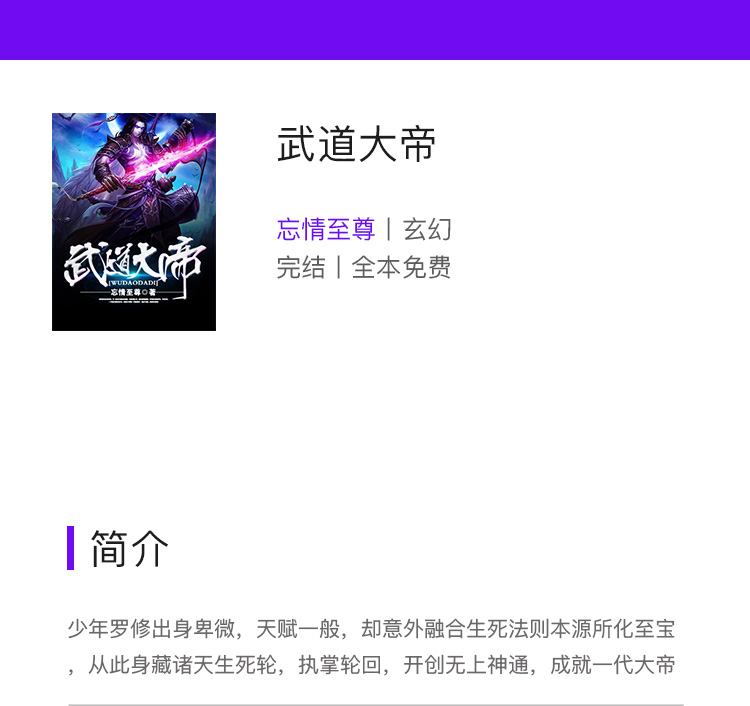 武道大帝
[WUDAODADI]
忘情至尊◎著
武道大帝
忘情至尊丨玄幻
完结丨全本免费
简介
少年罗修出身卑微，天赋一般，却意外融合生死法则本源所化至宝
，从此身藏诸天生死轮，执掌轮回，开创无上神通，成就一代大帝